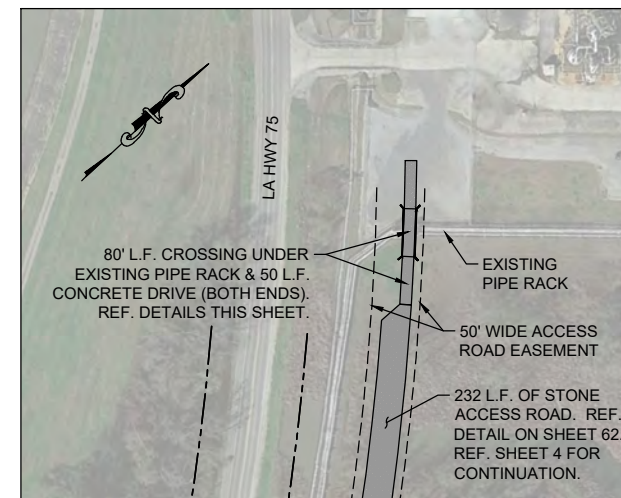 LA HWY 75
80' L.F. CROSSING UNDER
EXISTING PIPE RACK & 50 L.F.
CONCRETE DRIVE (BOTH ENDS).
REF. DETAILS THIS SHEET.
EXISTING
PIPE RACK
50' WIDE ACCESS
ROAD EASEMENT
232 L.F. OF STONE
ACCESS ROAD. REF.
DETAIL ON SHEET 62.
REF. SHEET 4 FOR
CONTINUATION.